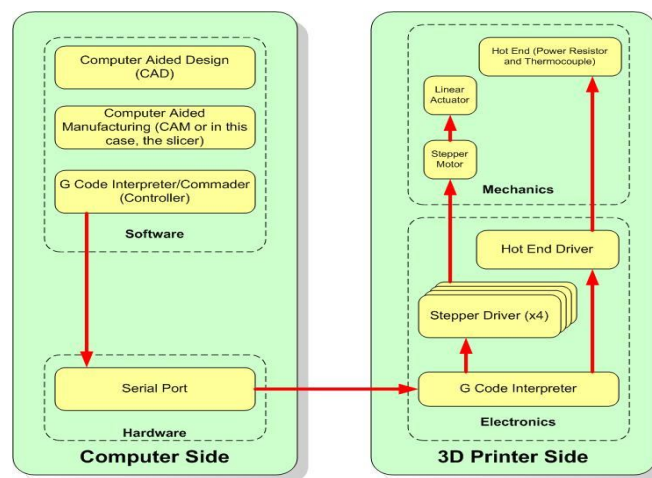 Computer Aided Design
(CAD)
Computer Aided
Manufacturing (CAM or in this
case, the slicer)
G Code Interpreter/Commader
(Controller)
Software
Serial Port
Hardware
Computer Side
Hot End (Power Resistor
and Thermocouple)
Linear
Actuator
Stepper
Motor
Mechanics
Hot End Driver
Stepper Driver (x4)
G Code Interpreter
Electronics
3D Printer Side